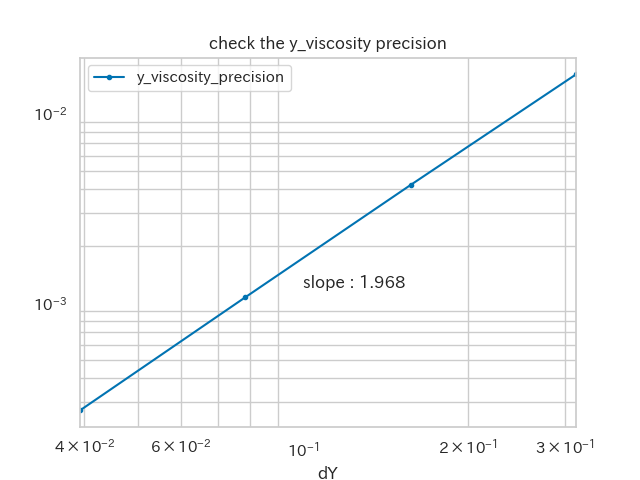 check the y_viscosity precision
y_viscosity_precision
10⁻²
10⁻³
slope : 1.968
4×10⁻² 6×10⁻² 10⁻¹ 2×10⁻¹ 3×10⁻¹
dY